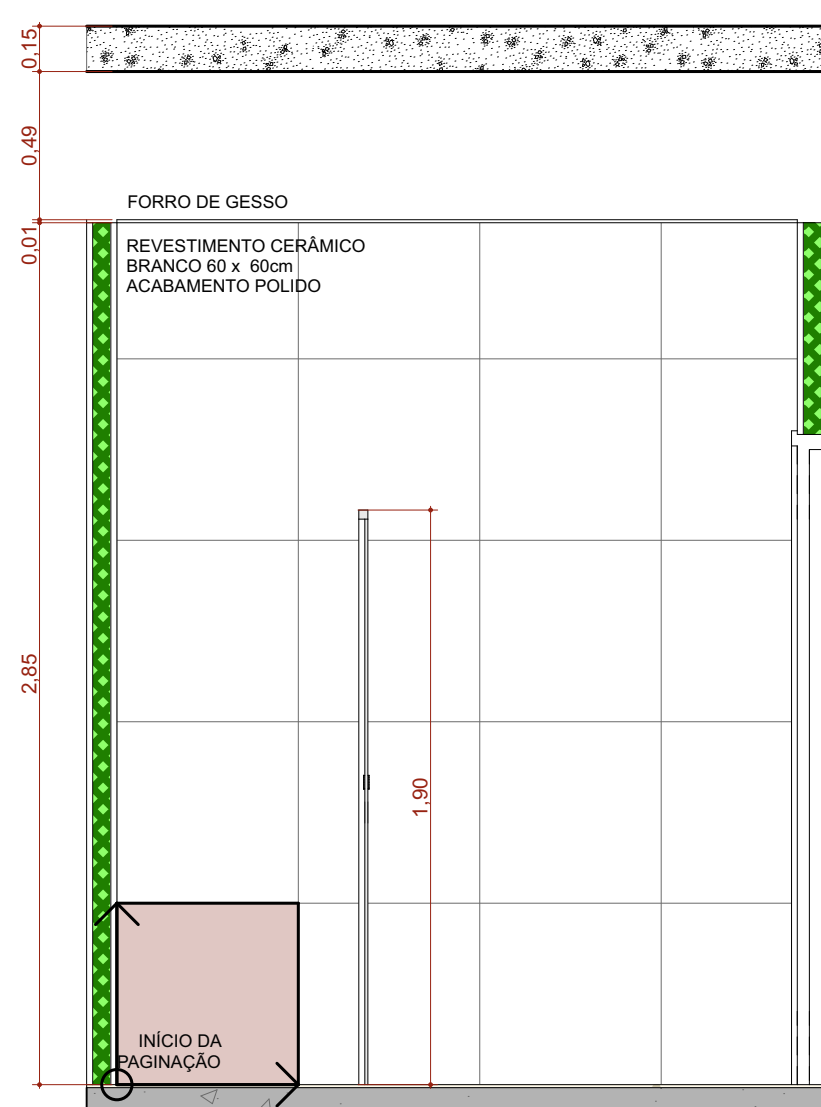 0,15
0,49
FORRO DE GESSO
0,01
REVESTIMENTO CERÂMICO
BRANCO 60 x 60cm
ACABAMENTO POLIDO
2,85
1,90
INÍCIO DA
PAGINAÇÃO